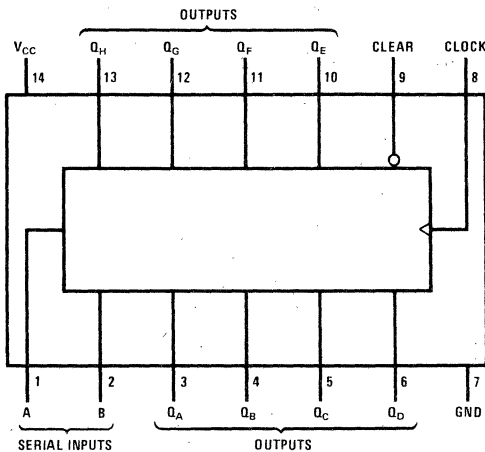 OUTPUTS
VCC QH QG QF QE CLEAR CLOCK
14 13 12 11 10 9 8
1 2 3 4 5 6 7
A B QA QB QC QD GND
SERIAL INPUTS OUTPUTS